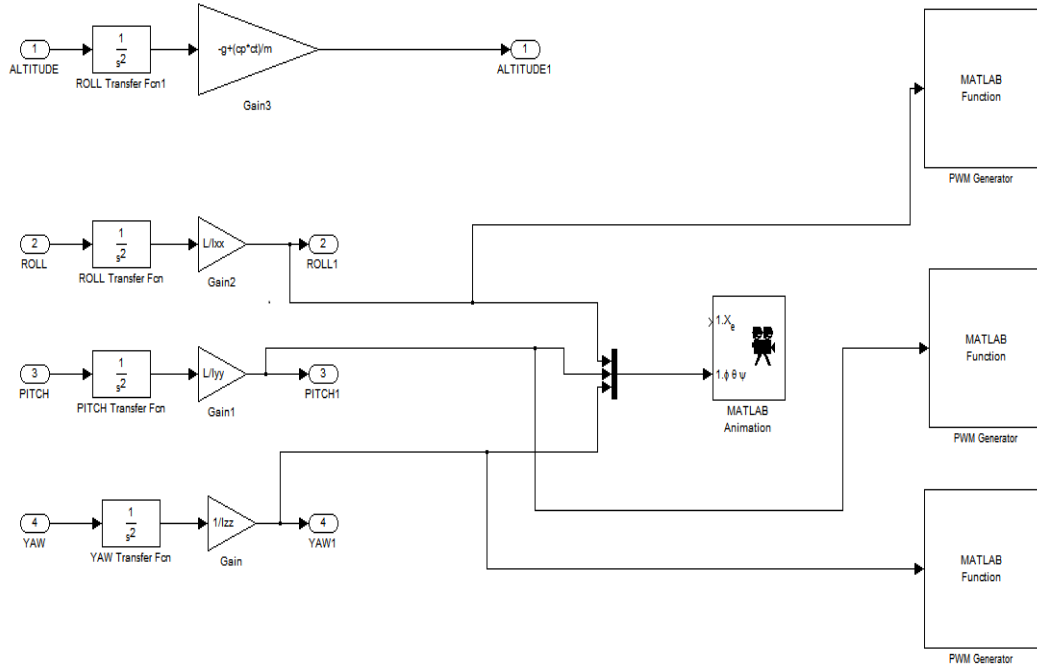 1
ALTITUDE
1
s²
ROLL Transfer Fcn1
-g+(cp*ct)/m
Gain3
1
ALTITUDE1
MATLAB
Function
PWM Generator
2
ROLL
1
s²
ROLL Transfer Fcn
L/Ixx
Gain2
2
ROLL1
3
PITCH
1
s²
PITCH Transfer Fcn
L/Iyy
Gain1
3
PITCH1
1.Xe
1.ϕ θ ψ
MATLAB
Animation
MATLAB
Function
PWM Generator
4
YAW
1
s²
YAW Transfer Fcn
1/Izz
Gain
4
YAW1
MATLAB
Function
PWM Generator